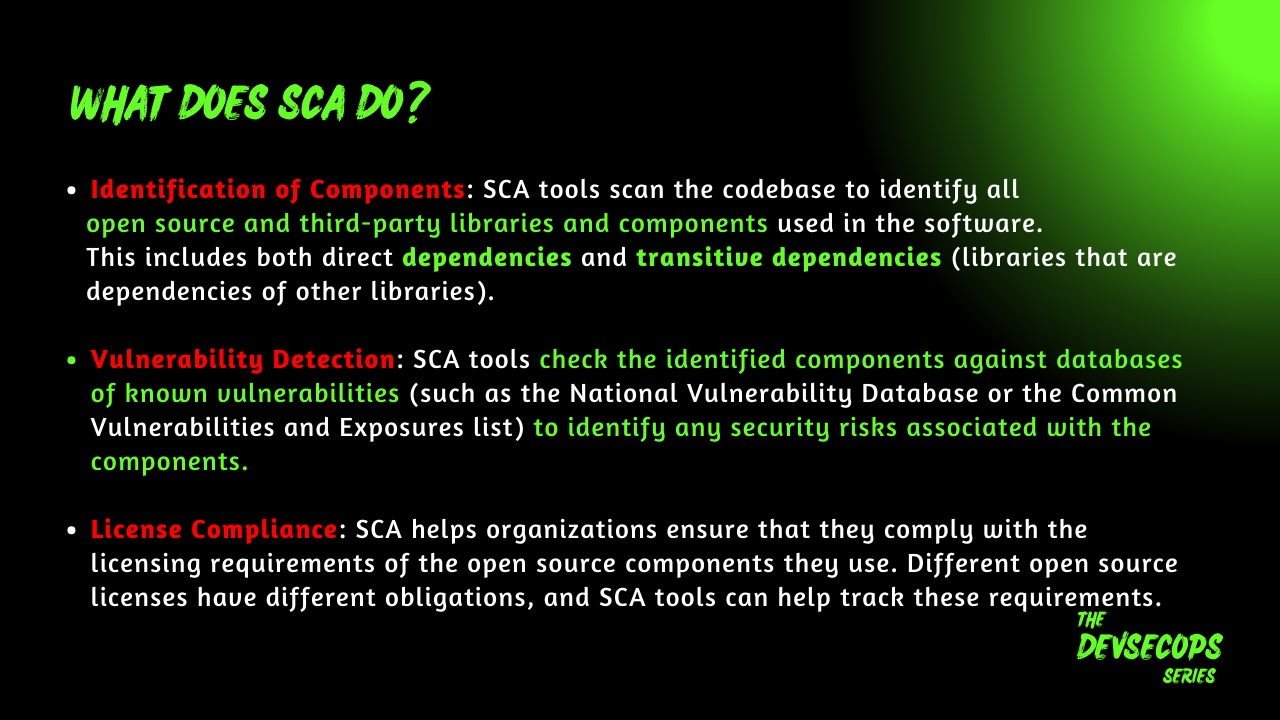 WHAT DOES SCA DO?
• Identification of Components: SCA tools scan the codebase to identify all
open source and third-party libraries and components used in the software.
This includes both direct dependencies and transitive dependencies (libraries that are
dependencies of other libraries).
• Vulnerability Detection: SCA tools check the identified components against databases
of known vulnerabilities (such as the National Vulnerability Database or the Common
Vulnerabilities and Exposures list) to identify any security risks associated with the
components.
• License Compliance: SCA helps organizations ensure that they comply with the
licensing requirements of the open source components they use. Different open source
licenses have different obligations, and SCA tools can help track these requirements.
THE
DEVSECOPS
SERIES